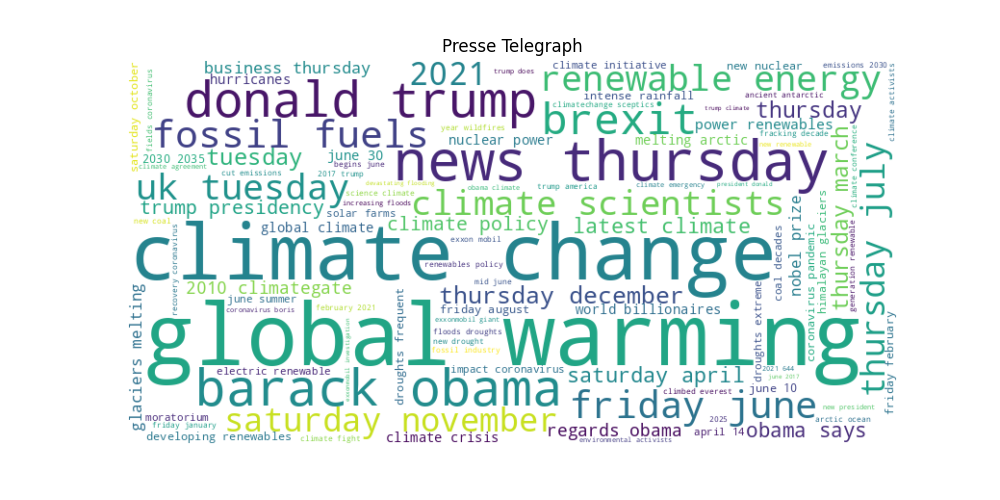 Presse Telegraph
business thursday
hurricanes
2021
trump does
climate initiative
new nuclear
emissions 2030
saturday october
fields coronavirus
donald trump
renewable energy
intense rainfall
ancient antarctic
climatechange sceptics
trump climate
thursday
climate activists
fossil fuels
year wildfires
nuclear power
brexit
power renewables
melting arctic
fracking decade
new renewable
2030 2035
tuesday
june 30
climate agreement
cut emissions
begins june
2017 trump
news thursday
climate conference
uk tuesday
devastating flooding
science climate
obama climate
trump america
climate emergency
president donald
trump presidency
increasing floods
solar farms
climate scientists
new coal
global climate
climate policy
latest climate
nobel prize
thursday march
thursday july
himalayan glaciers
generation renewable
climate change
exxon mobil
renewables policy
coal decades
coronavirus pandemic
recovery coronavirus
2010 climategate
mid june
june summer
coronavirus boris
february 2021
thursday december
friday august
world billionaires
droughts extreme
glaciers melting
global warming
exxonmobil giant
floods droughts
new drought
fossil industry
droughts frequent
exxonmobil investigation
friday february
electric renewable
impact coronavirus
saturday april
2021 644
june 2017
barack obama
climbed everest
june 10
moratorium
friday january
saturday november
friday june
2025
new president
arctic ocean
developing renewables
climate fight
climate crisis
regards obama
april 14
obama says
environmental activists